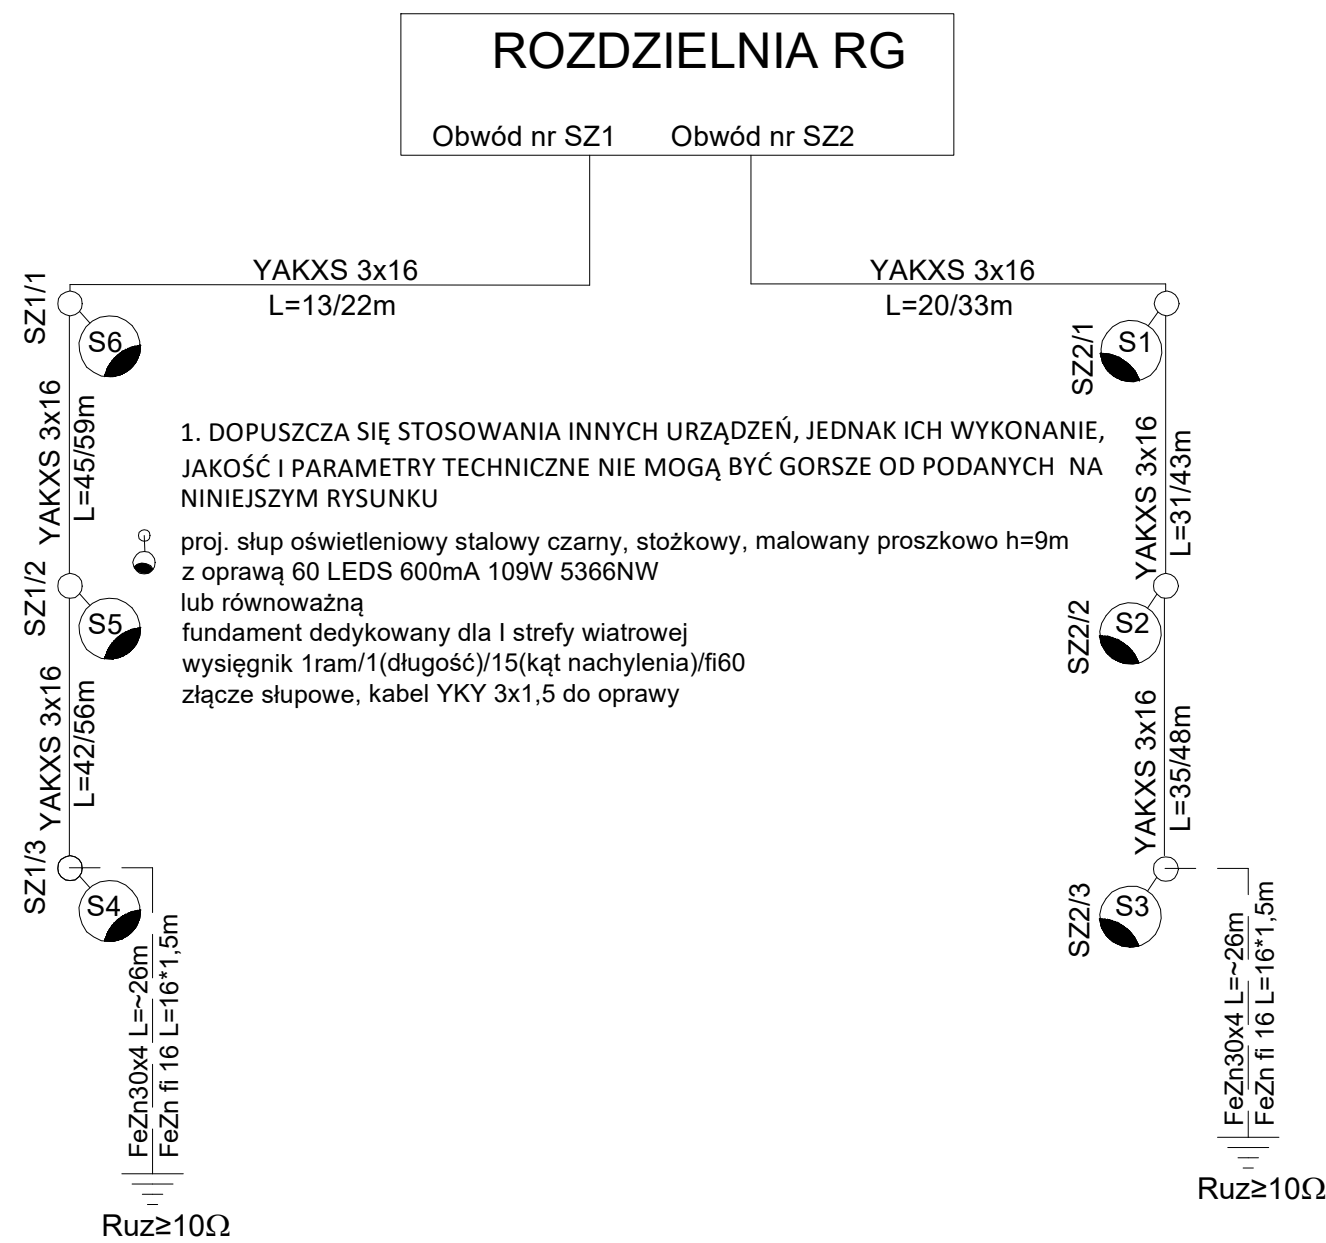 ROZDZIELNIA RG
Obwód nr SZ1
Obwód nr SZ2
YAKXS 3x16
L=13/22m
YAKXS 3x16
L=20/33m
SZ1/1
S6
S1
SZ2/1
YAKXS 3x16
L=45/59m
YAKXS 3x16
L=31/43m
1. DOPUSZCZA SIĘ STOSOWANIA INNYCH URZĄDZEŃ, JEDNAK ICH WYKONANIE,
JAKOŚĆ I PARAMETRY TECHNICZNE NIE MOGĄ BYĆ GORSZE OD PODANYCH NA
NINIEJSZYM RYSUNKU
proj. słup oświetleniowy stalowy czarny, stożkowy, malowany proszkowo h=9m
z oprawą 60 LEDS 600mA 109W 5366NW
lub równoważną
fundament dedykowany dla I strefy wiatrowej
wysięgnik 1ram/1(długość)/15(kąt nachylenia)/fi60
złącze słupowe, kabel YKY 3x1,5 do oprawy
SZ1/2
S5
S2
SZ2/2
YAKXS 3x16
L=42/56m
YAKXS 3x16
L=35/48m
SZ1/3
S4
S3
SZ2/3
FeZn30x4 L=~26m
FeZn fi 16 L=16*1,5m
FeZn30x4 L=~26m
FeZn fi 16 L=16*1,5m
Ruz≥10Ω
Ruz≥10Ω